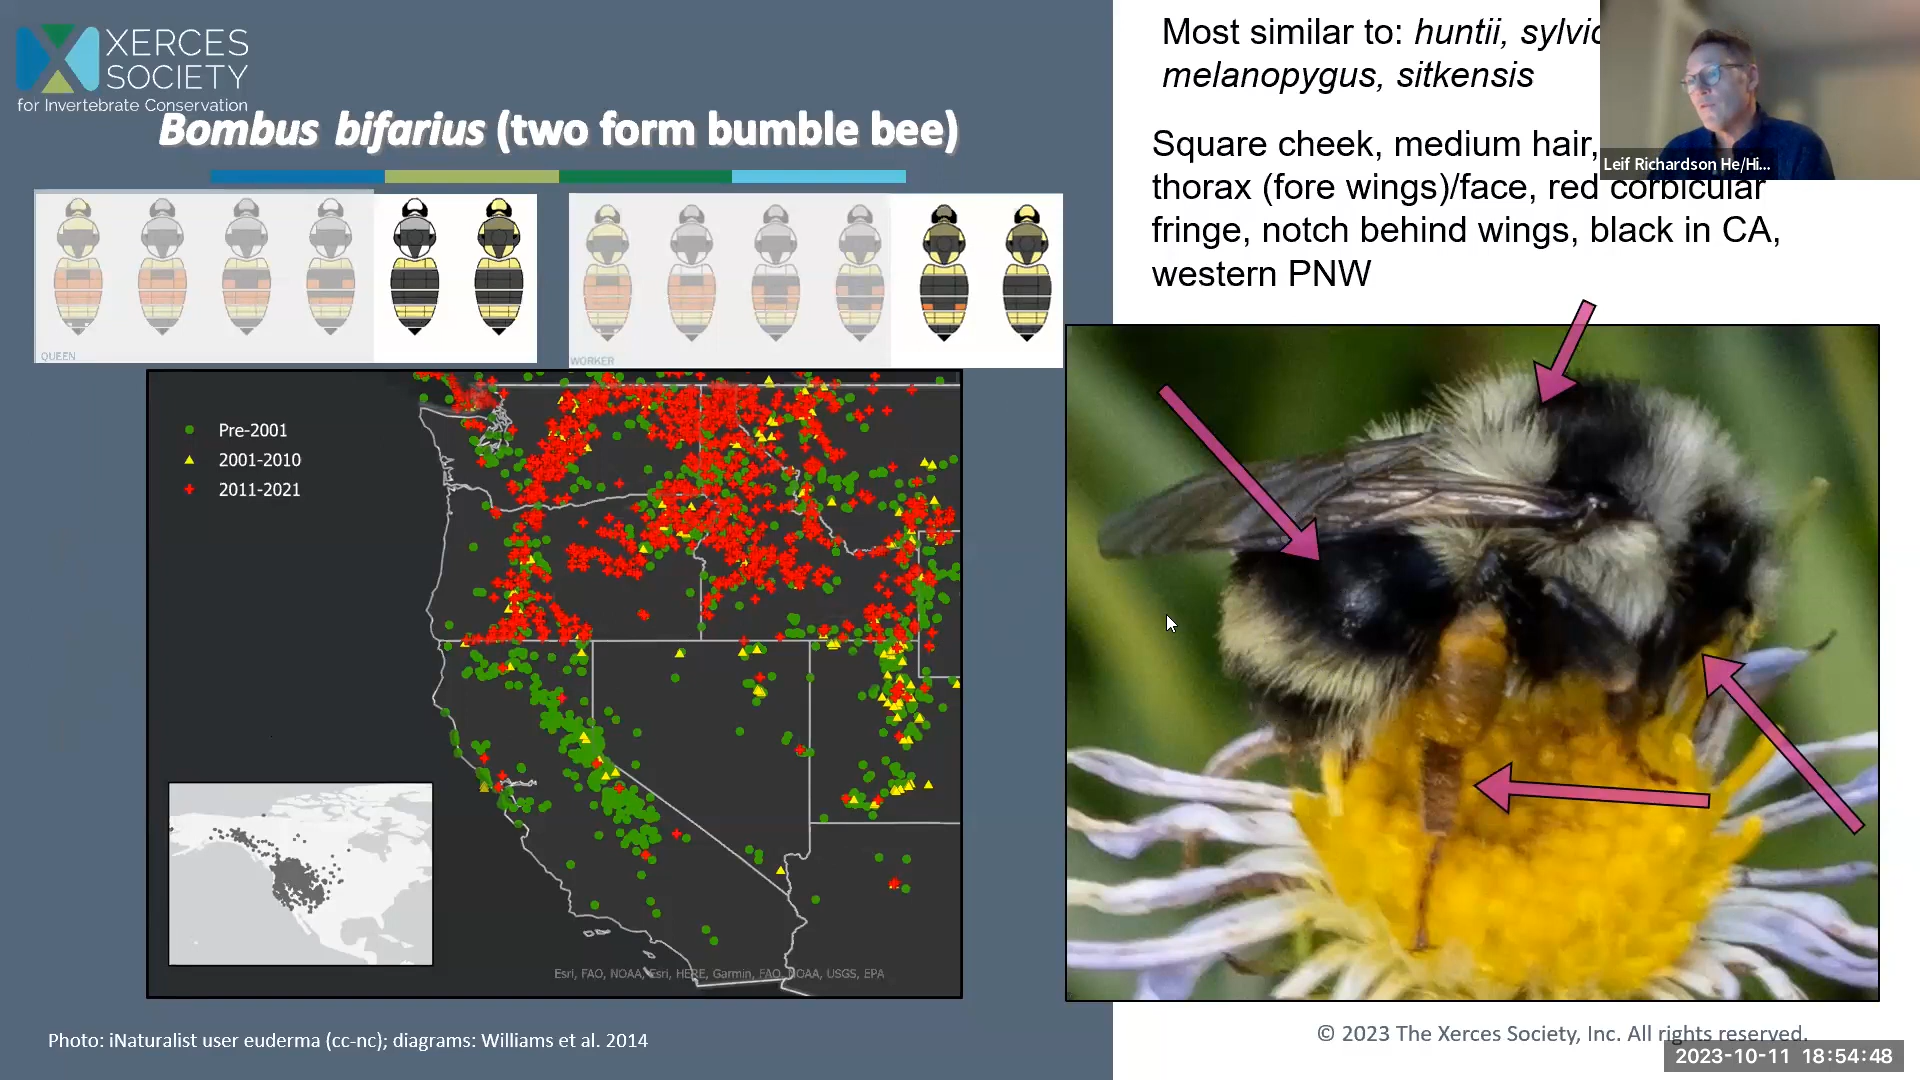 XERCES
SOCIETY
for Invertebrate Conservation
Bombus bifarius (two form bumble bee)
QUEEN
WORKER
Pre-2001
2001-2010
2011-2021
Esri, FAO, NOAA, Esri, HERE, Garmin, FAO, NOAA, USGS, EPA
Photo: iNaturalist user euderma (cc-nc); diagrams: Williams et al. 2014
Most similar to: huntii,
melanopygus, sitkensis
Square cheek, medium hair,
thorax (fore wings)/face, red corbicular
fringe, notch behind wings, black in CA,
western PNW
Leif Richardson He/Hi...
© 2023 The Xerces Society, Inc. All rights reserved.
2023-10-11 18:54:48